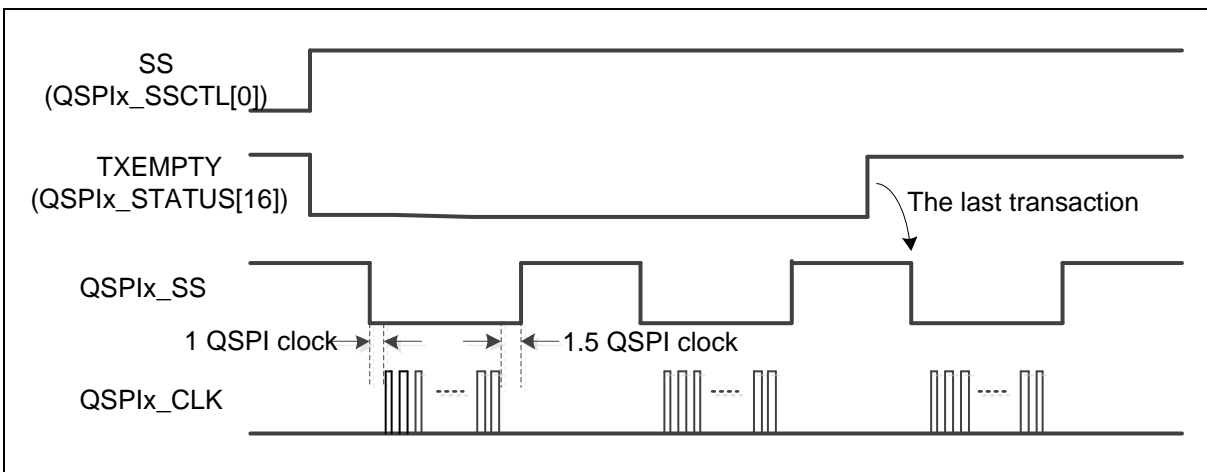 SS
(QSPIx_SSCTL[0])
TXEMPTY
(QSPIx_STATUS[16])
The last transaction
QSPIx_SS
1 QSPI clock
1.5 QSPI clock
QSPIx_CLK